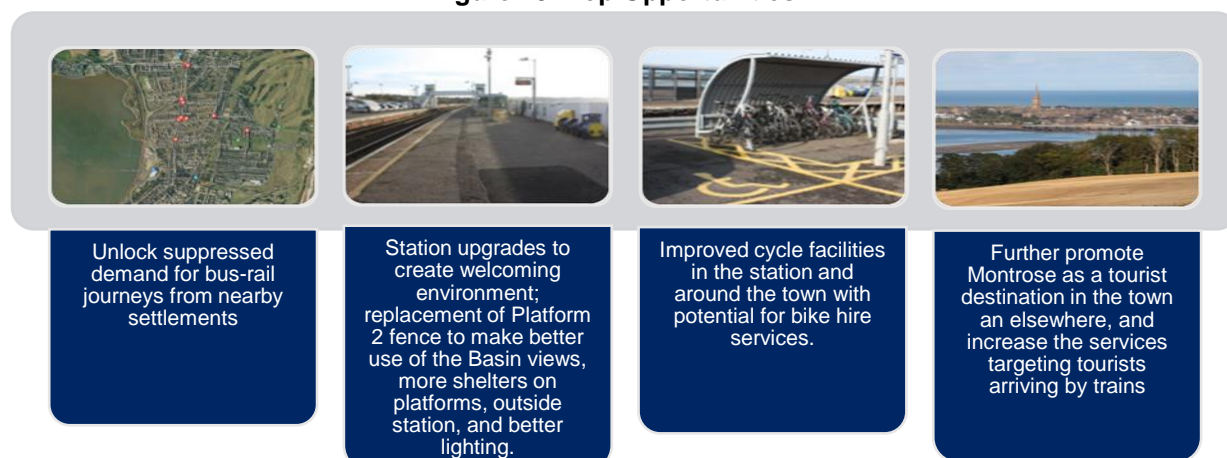 Unlock suppressed
demand for bus-rail
journeys from nearby
settlements
Station upgrades to
create welcoming
environment;
replacement of Platform
2 fence to make better
use of the Basin views,
more shelters on
platforms, outside
station, and better
lighting.
Improved cycle facilities
in the station and
around the town with
potential for bike hire
services.
Further promote
Montrose as a tourist
destination in the town
an elsewhere, and
increase the services
targeting tourists
arriving by trains